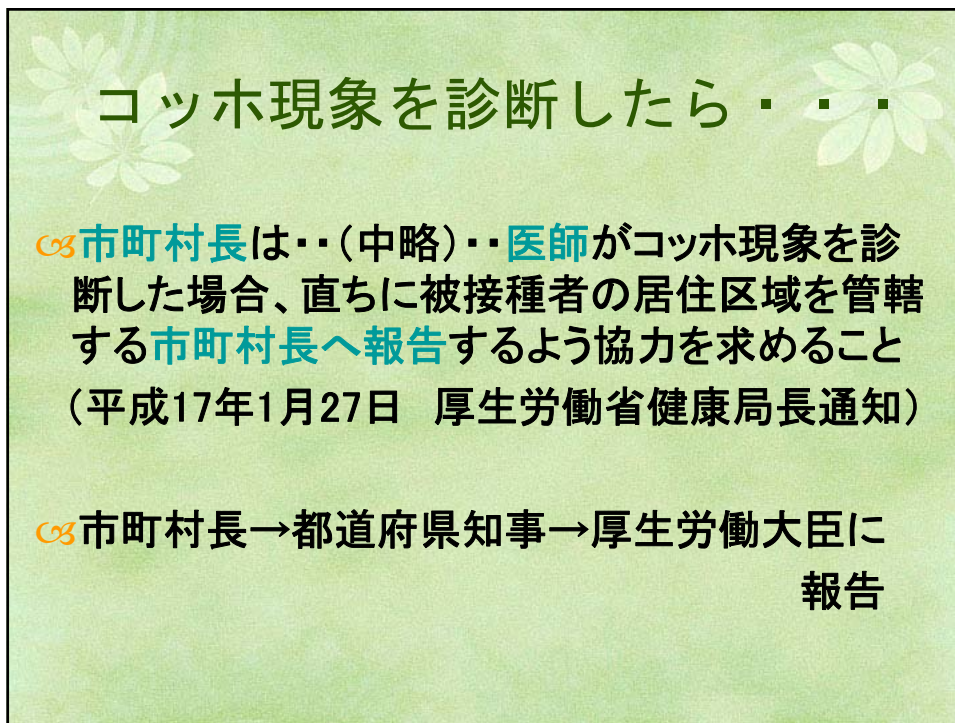 コッホ現象を診断したら・・・
市町村長は・・（中略）・・医師がコッホ現象を診
断した場合、直ちに被接種者の居住区域を管轄
する市町村長へ報告するよう協力を求めること
（平成17年1月27日　厚生労働省健康局長通知）
市町村長→都道府県知事→厚生労働大臣に
報告